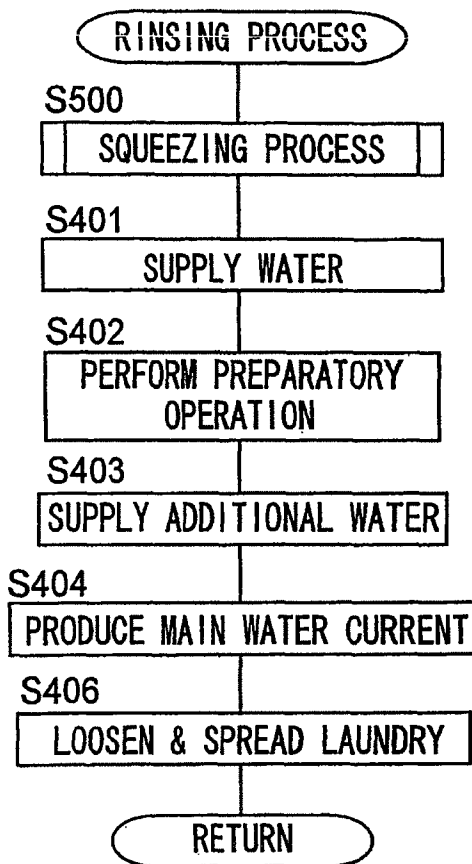 RINSING PROCESS
S500
SQUEEZING PROCESS
S401
SUPPLY WATER
S402
PERFORM PREPARATORY
OPERATION
S403
SUPPLY ADDITIONAL WATER
S404
PRODUCE MAIN WATER CURRENT
S406
LOOSEN & SPREAD LAUNDRY
RETURN